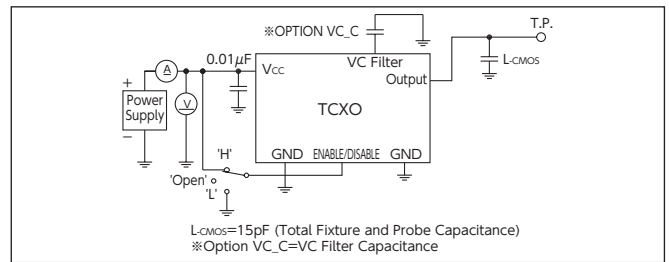 ※OPTION VC_C
T.P.
0.01μF
A
VCC
VC Filter
Output
L-CMOS
+
Power
Supply
−
V
TCXO
'H'
GND ENABLE/DISABLE GND
'Open'
'L'
L-CMOS=15pF (Total Fixture and Probe Capacitance)
※Option VC_C=VC Filter Capacitance